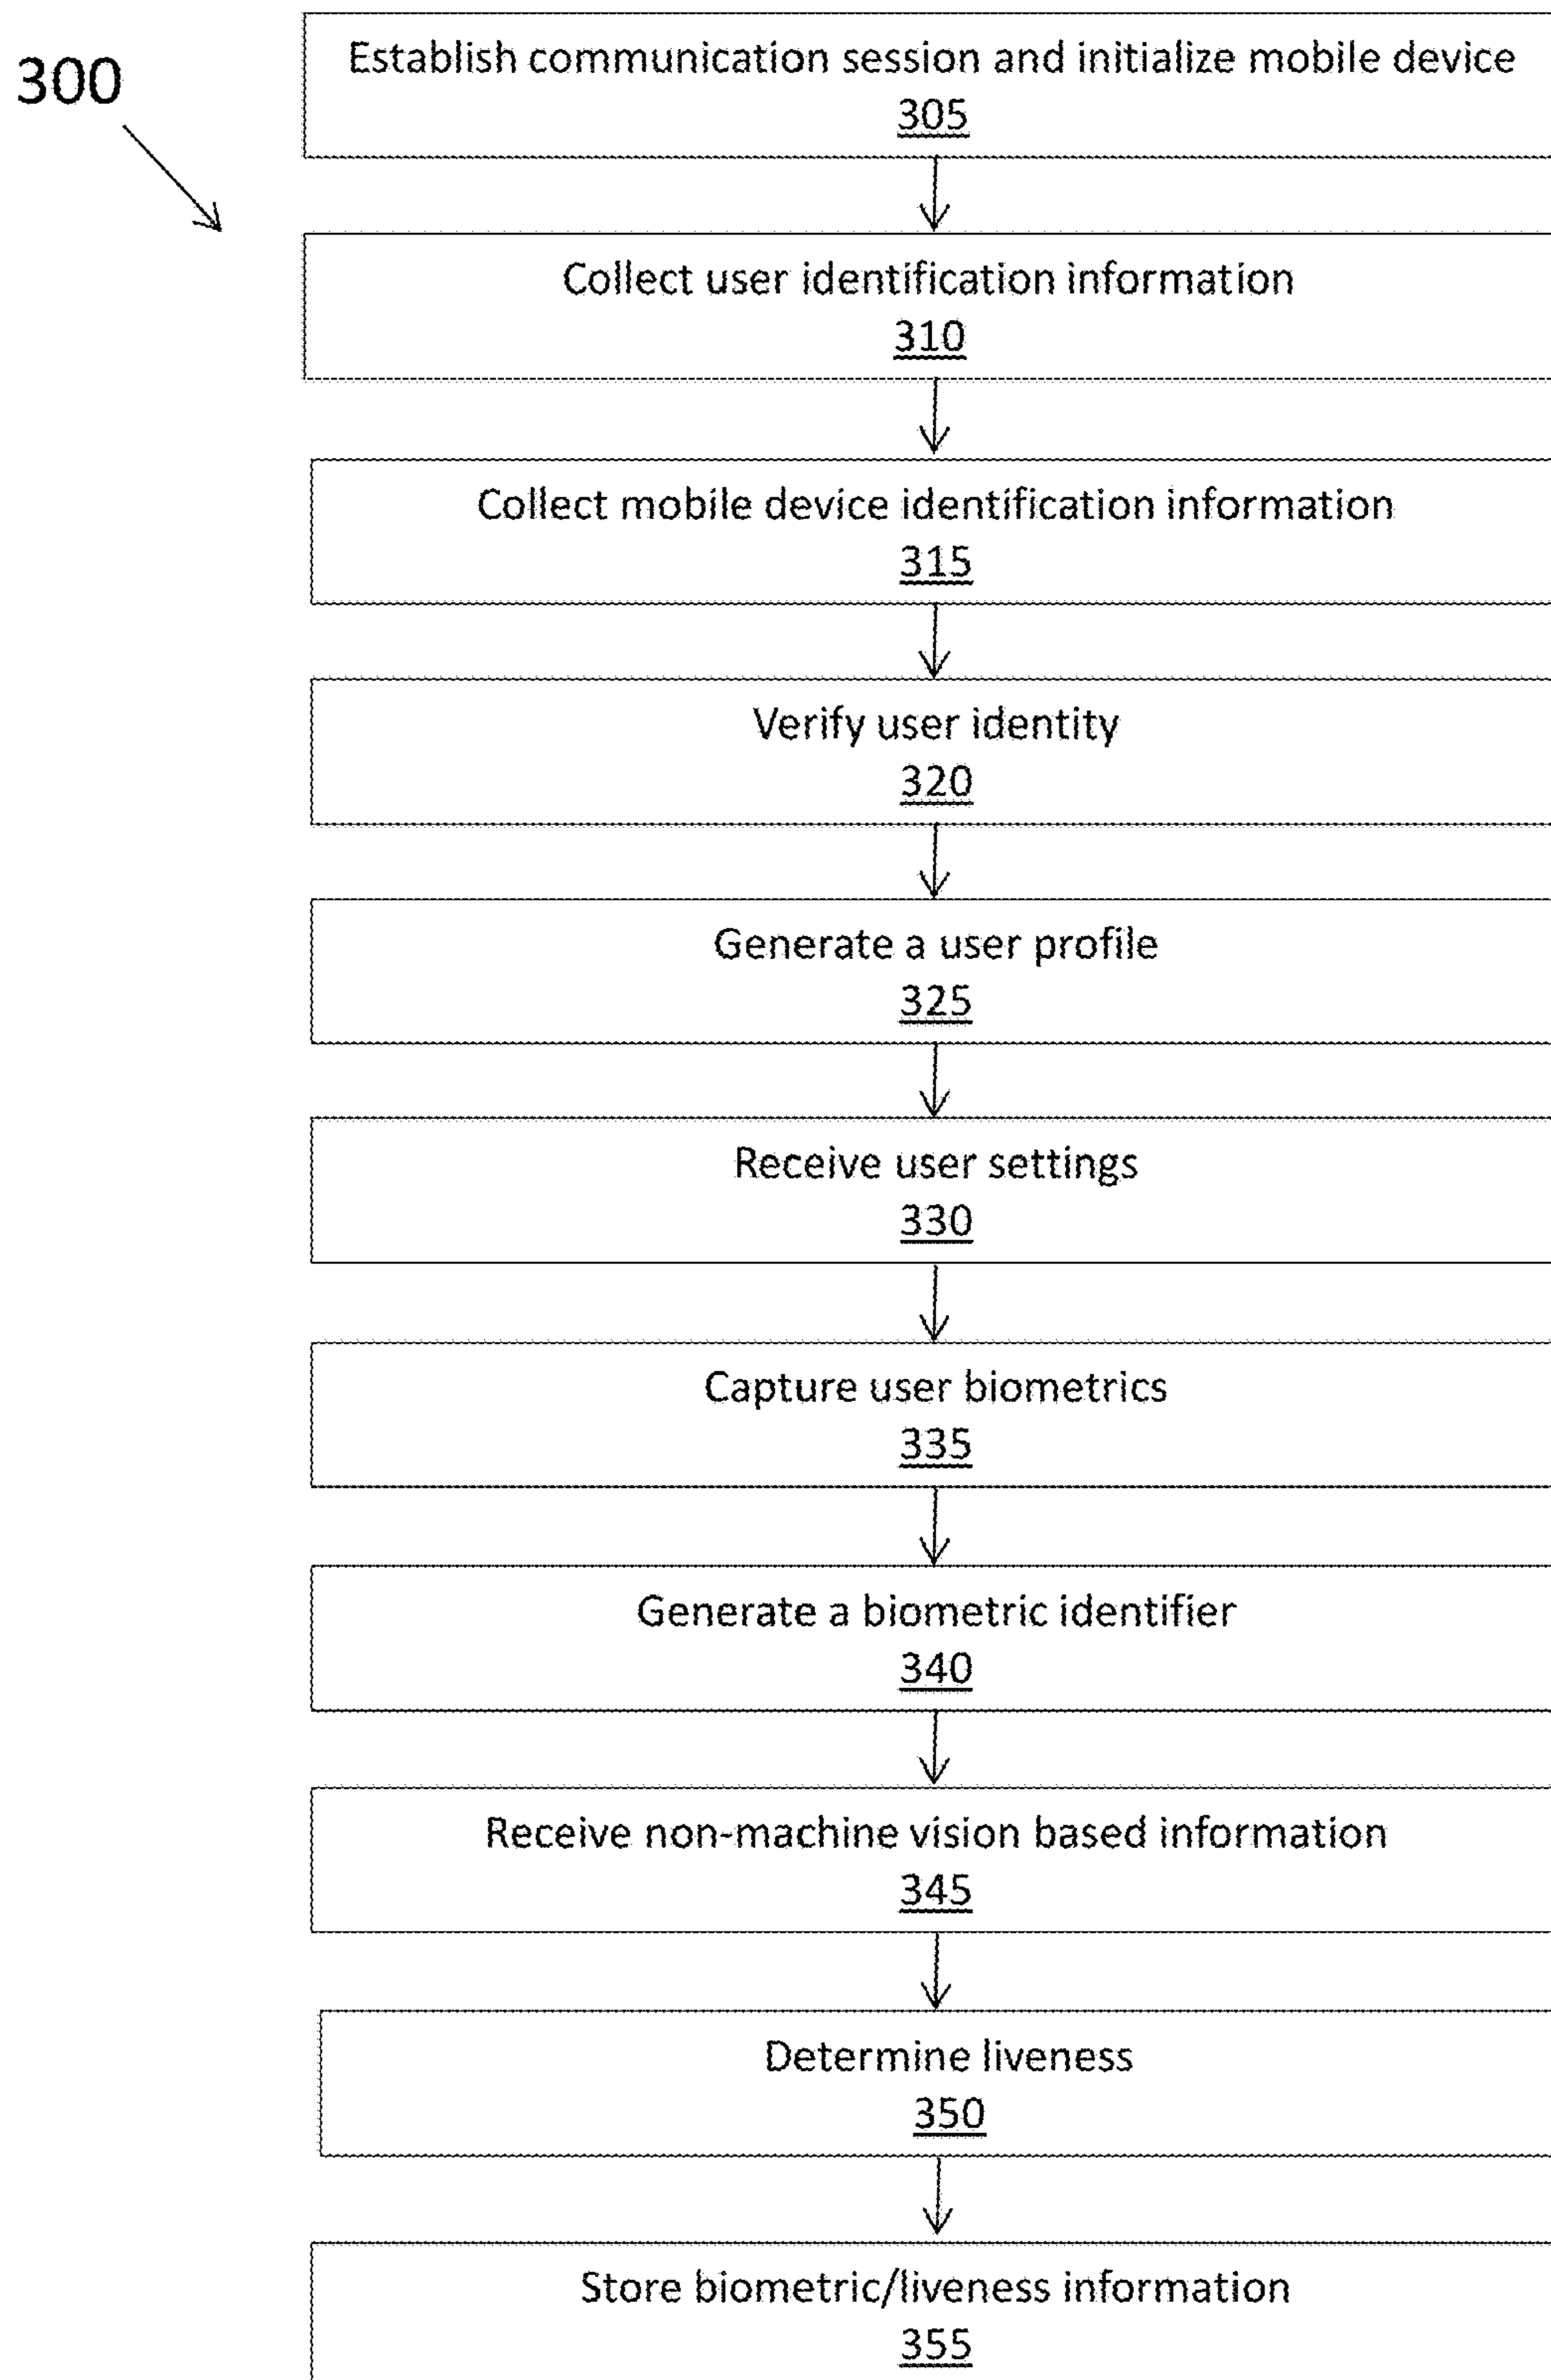 300
Establish communication session and initialize mobile device
305
Collect user identification information
310
Collect mobile device identification information
315
Verify user identity
320
Generate a user profile
325
Receive user settings
330
Capture user biometrics
335
Generate a biometric identifier
340
Receive non-machine vision based information
345
Determine liveness
350
Store biometric/liveness information
355